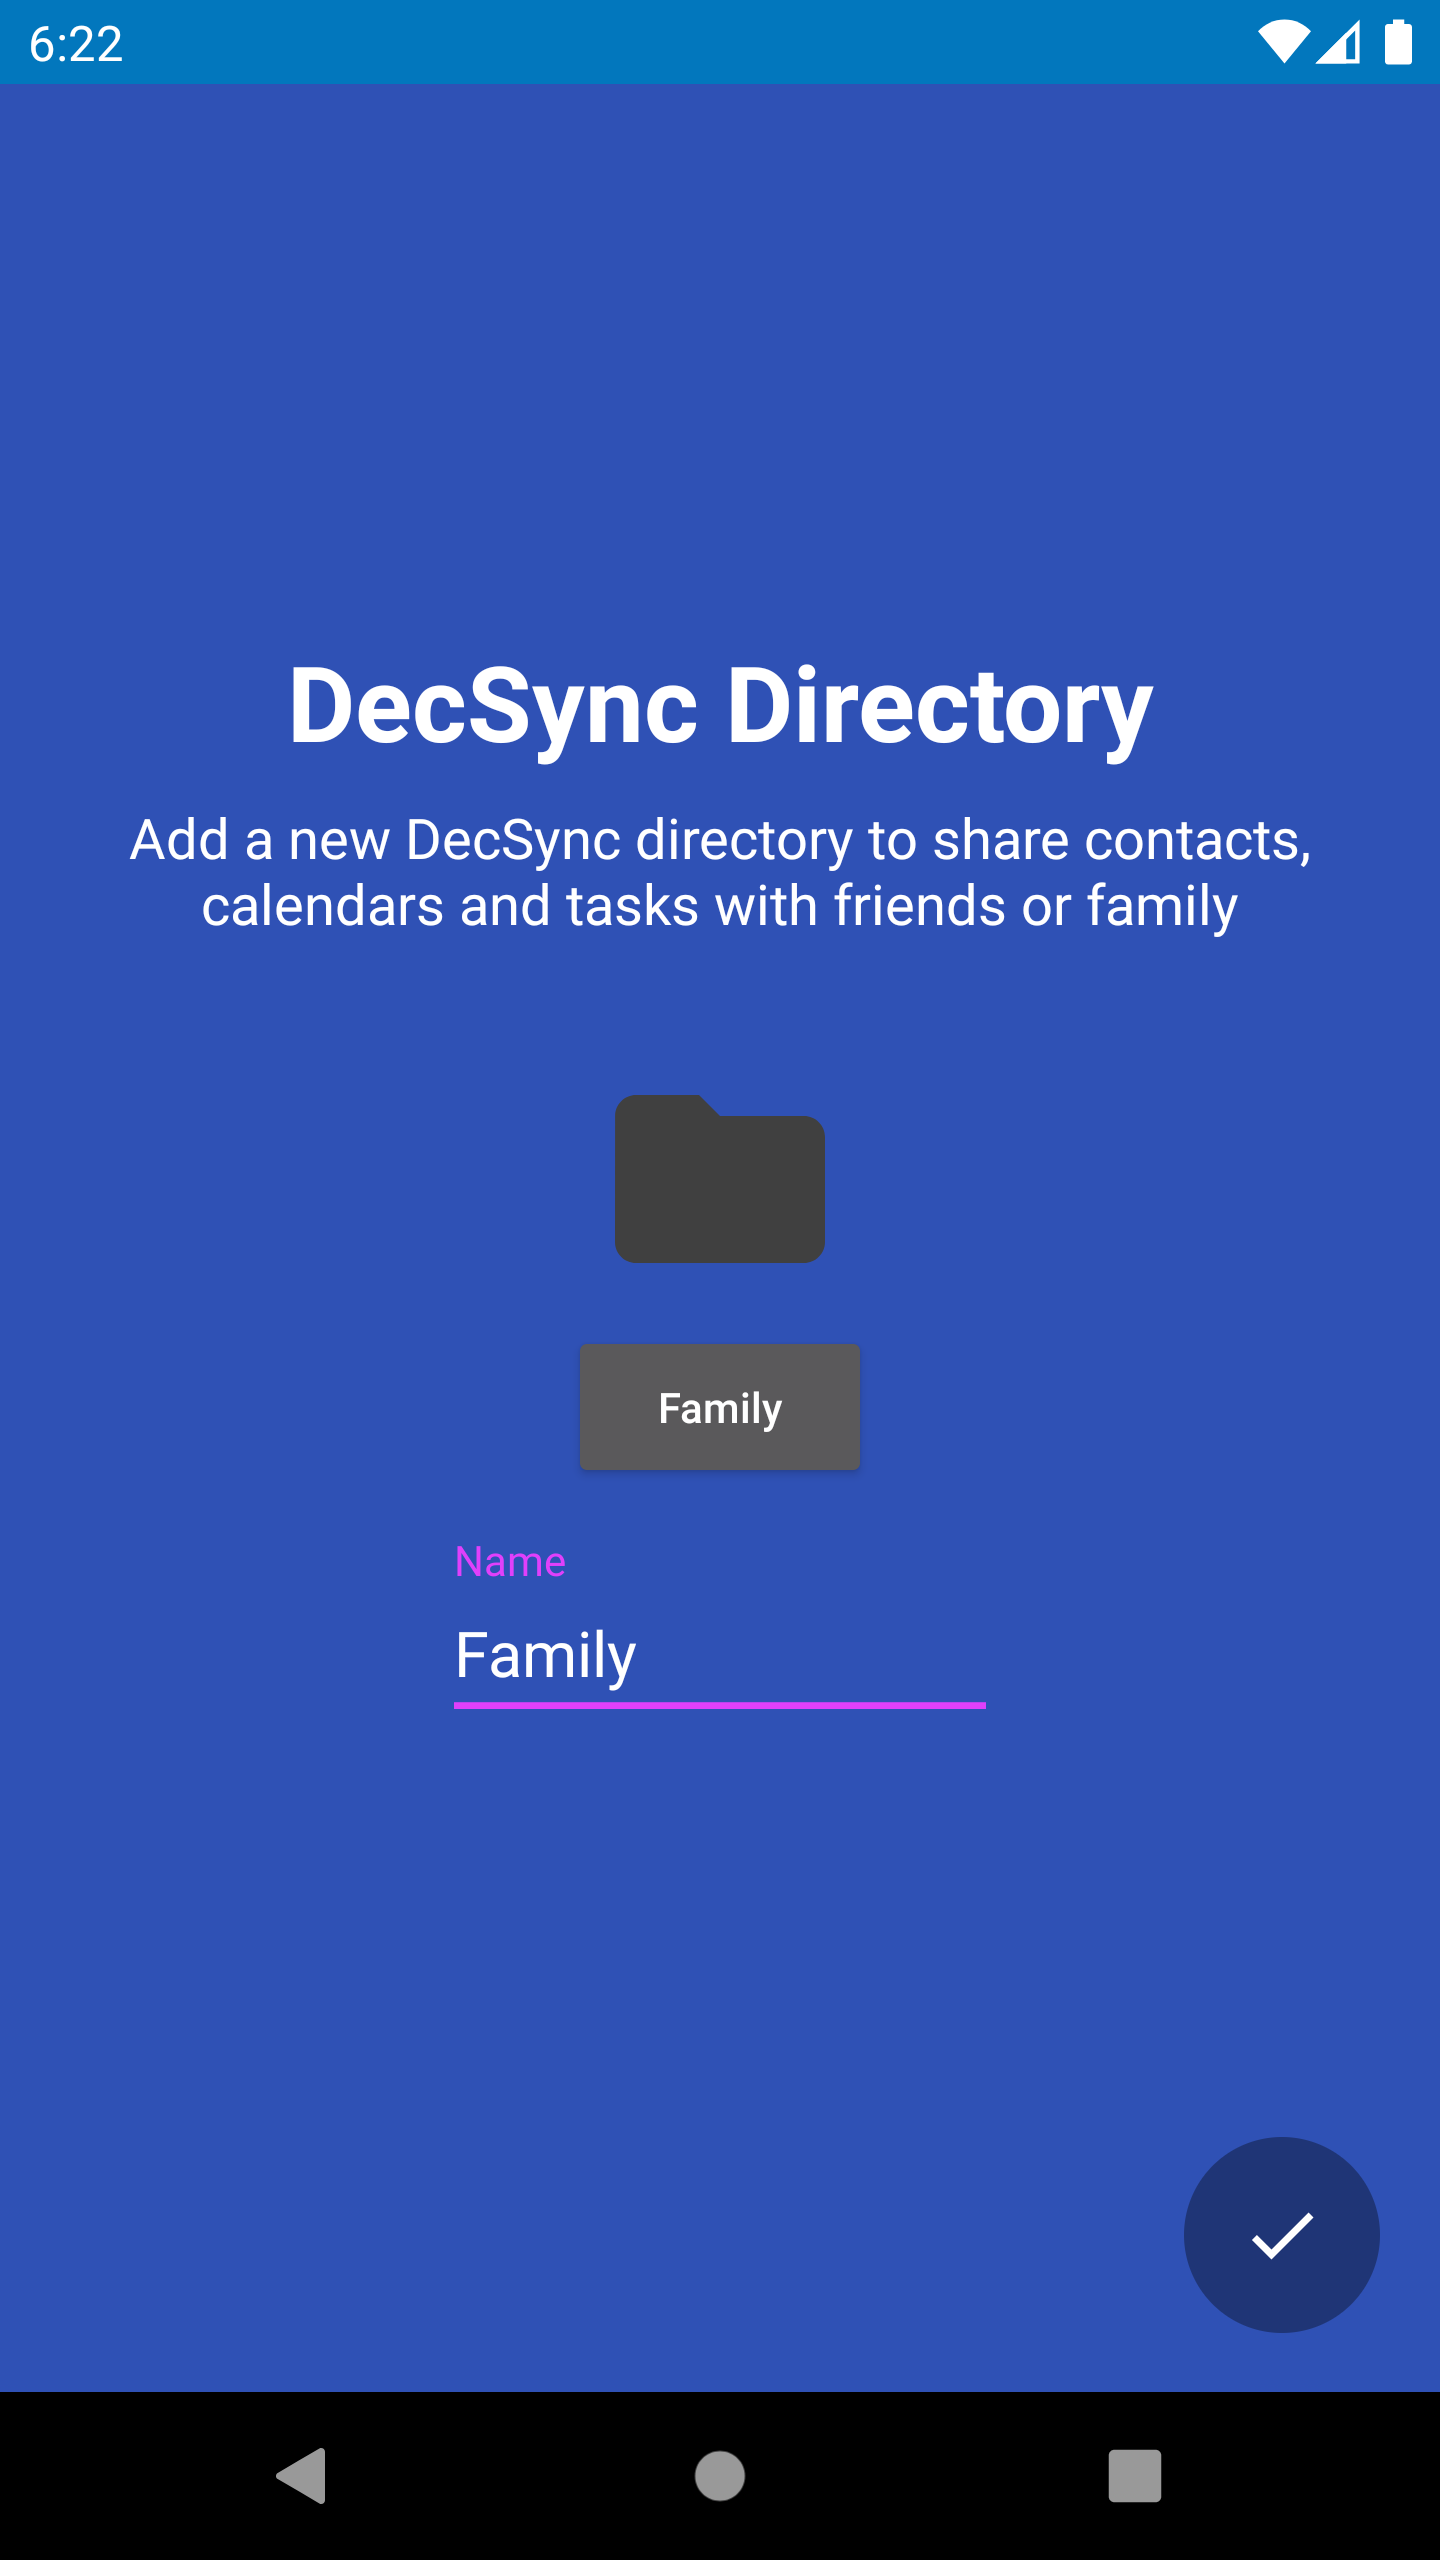 6:22
DecSync Directory
Add a new DecSync directory to share contacts,
calendars and tasks with friends or family
Family
Name
Family